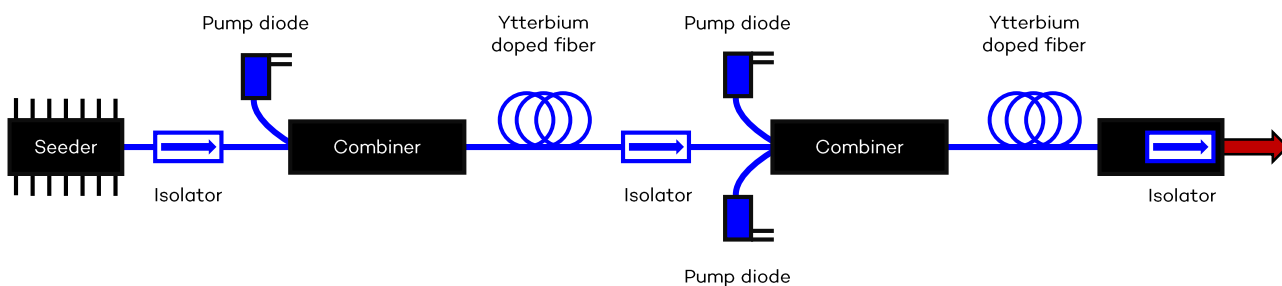 Pump diode
Ytterbium
doped fiber
Pump diode
Ytterbium
doped fiber
Seeder
Combiner
Combiner
Isolator
Isolator
Isolator
Pump diode